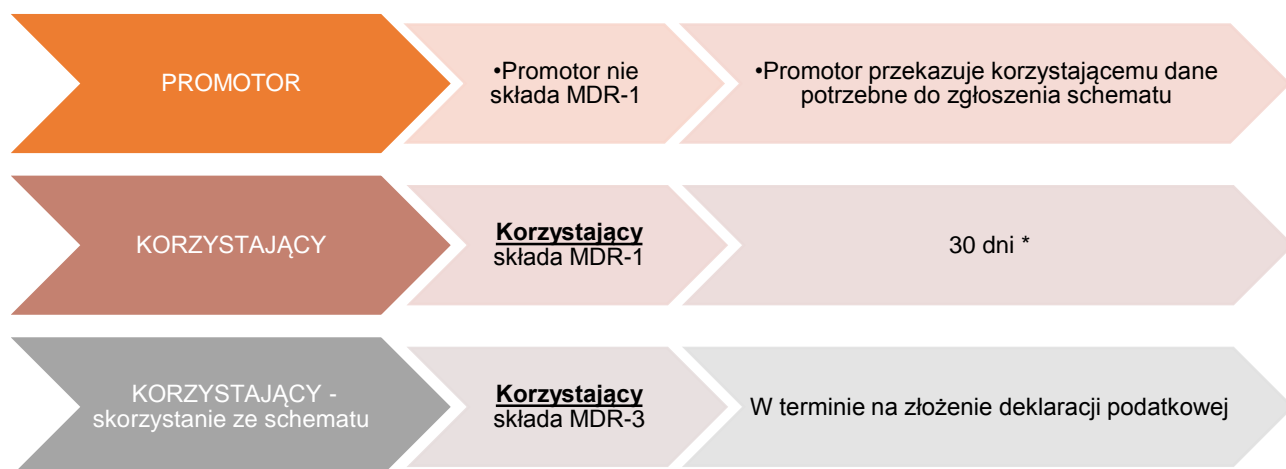 PROMOTOR
•Promotor nie
składa MDR-1
•Promotor przekazuje korzystającemu dane
potrzebne do zgłoszenia schematu
KORZYSTAJĄCY
Korzystający
składa MDR-1
30 dni *
KORZYSTAJĄCY -
skorzystanie ze schematu
Korzystający
składa MDR-3
W terminie na złożenie deklaracji podatkowej